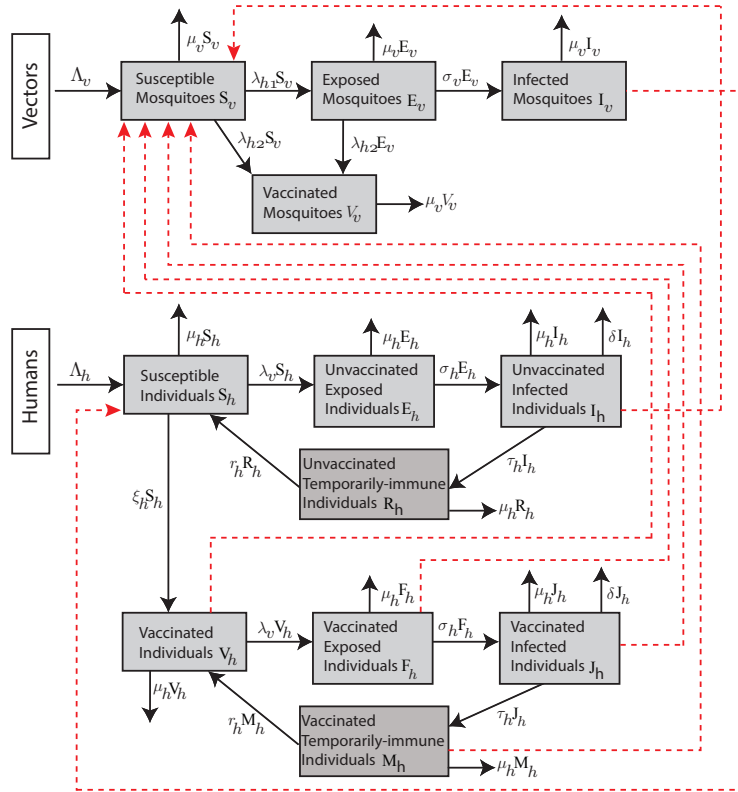 Vectors
Λv
μvSv
Susceptible
Mosquitoes Sv
λh1Sv
μvEv
Exposed
Mosquitoes Ev
σvEv
μvIv
Infected
Mosquitoes Iv
λh2Sv
λh2Ev
Vaccinated
Mosquitoes Vv
μvVv
Humans
Λh
μhSh
Susceptible
Individuals Sh
λvSh
μhEh
Unvaccinated
Exposed
Individuals Eh
σhEh
μhIh
δIh
Unvaccinated
Infected
Individuals Ih
rhRh
τhIh
Unvaccinated
Temporarily-immune
Individuals Rh
μhRh
ξhSh
Vaccinated
Individuals Vh
μhVh
λvVh
μhFh
Vaccinated
Exposed
Individuals Fh
σhFh
μhJh
δJh
Vaccinated
Infected
Individuals Jh
rhMh
τhJh
Vaccinated
Temporarily-immune
Individuals Mh
μhMh